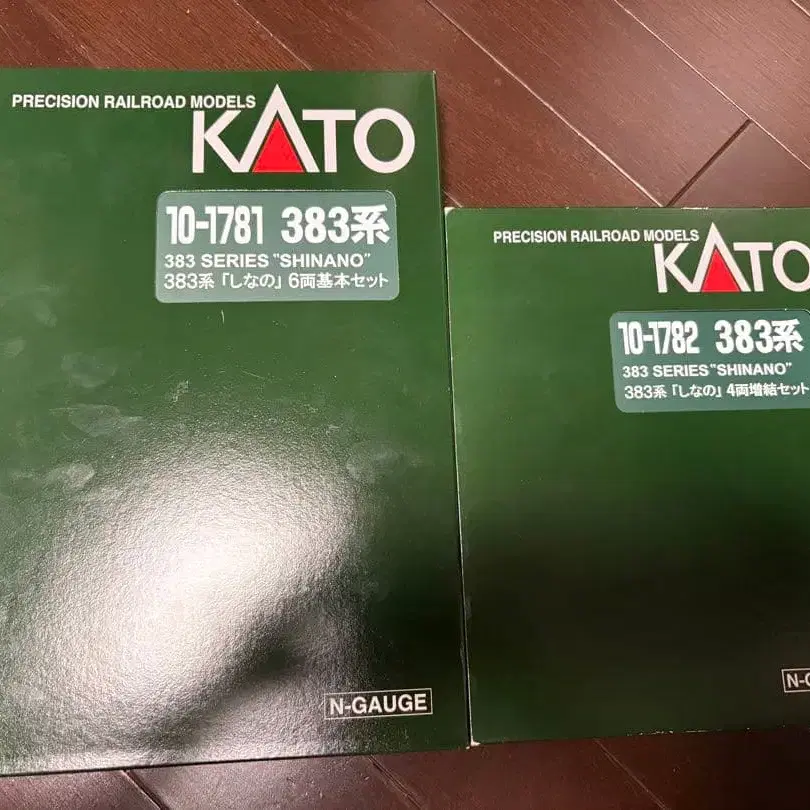 PRECISION RAILROAD MODELS
KATO
10-1781 383系
383 SERIES "SHINANO"
383系「しなの」6両基本セット
N-GAUGE
PRECISION RAILROAD MODELS
KATO
10-1782 383系
383 SERIES "SHINANO"
383系「しなの」4両増結セット
N-G